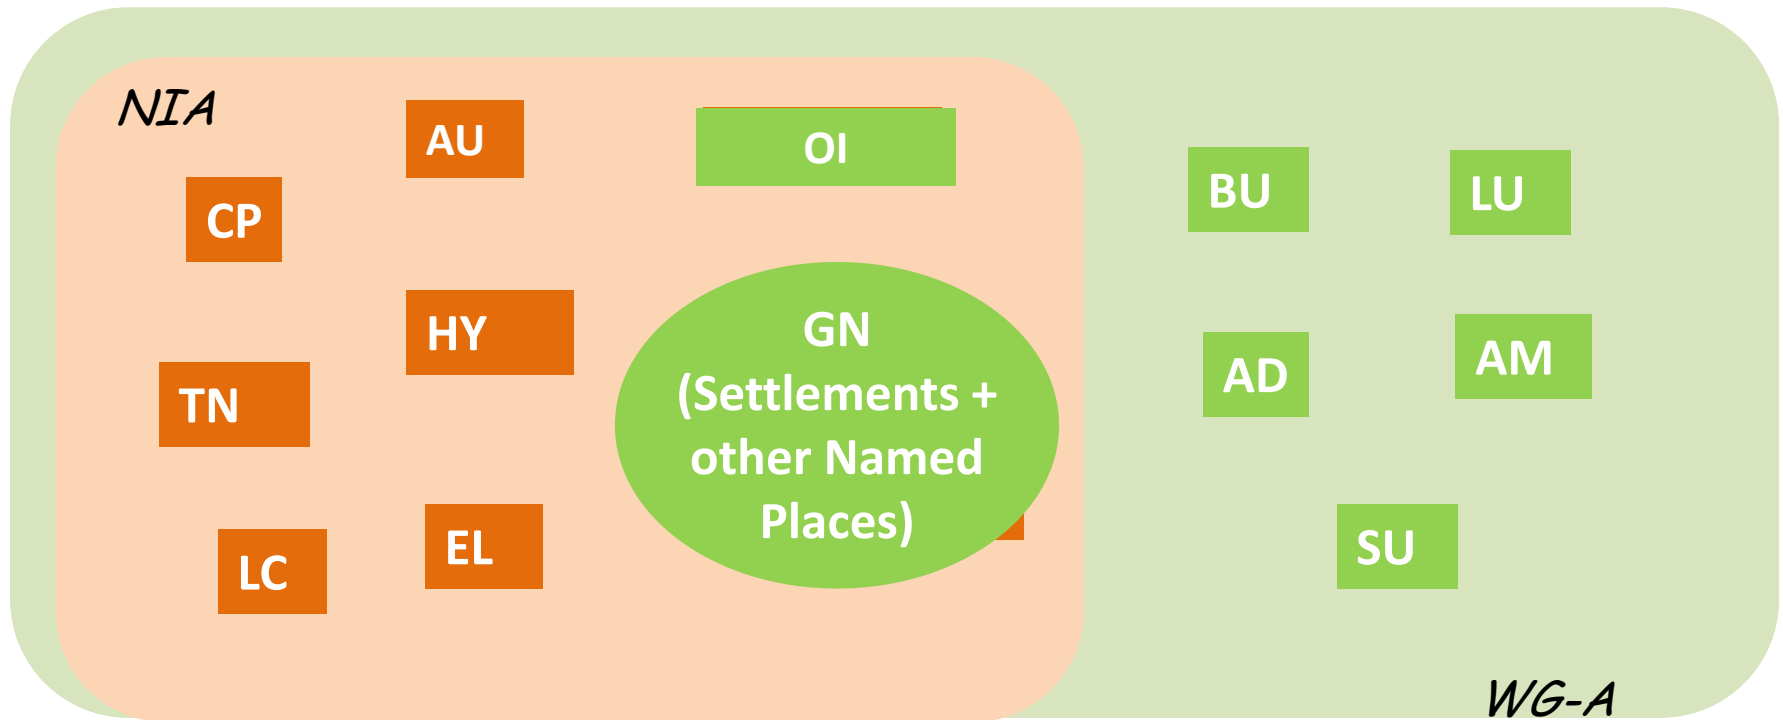 NIA
AU
OI
CP
BU
LU
HY
GN
(Settlements +
other Named
Places)
TN
AD
AM
LC
EL
SU
WG-A